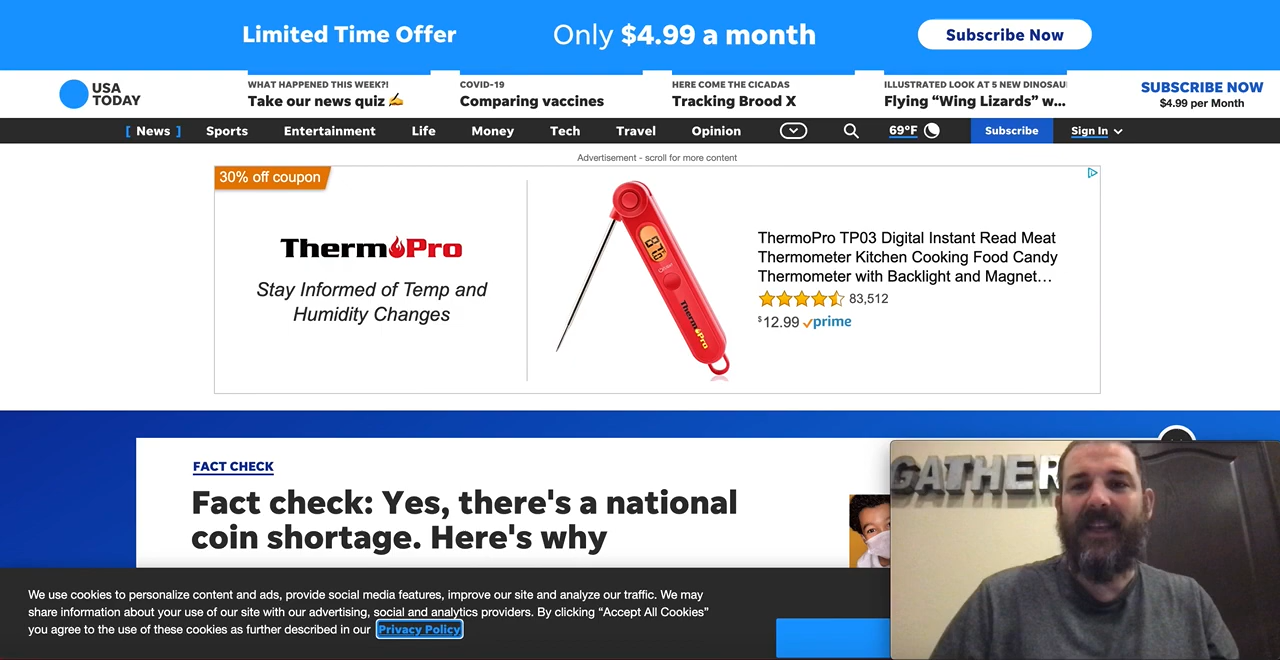 Limited Time Offer
Only $4.99 a month
Subscribe Now
USA
TODAY
WHAT HAPPENED THIS WEEK?!
Take our news quiz ✍
COVID-19
Comparing vaccines
HERE COME THE CICADAS
Tracking Brood X
ILLUSTRATED LOOK AT 5 NEW DINOSAU
Flying “Wing Lizards” w...
SUBSCRIBE NOW
$4.99 per Month
[ News ] Sports Entertainment Life Money Tech Travel Opinion 69°F Subscribe Sign In
Advertisement - scroll for more content
30% off coupon
ThermoPro
Stay Informed of Temp and
Humidity Changes
ThermoPro
ThermoPro TP03 Digital Instant Read Meat
Thermometer Kitchen Cooking Food Candy
Thermometer with Backlight and Magnet...
83,512
$12.99 prime
FACT CHECK
Fact check: Yes, there's a national
coin shortage. Here's why
GATHER
We use cookies to personalize content and ads, provide social media features, improve our site and analyze our traffic. We may
share information about your use of our site with our advertising, social and analytics providers. By clicking “Accept All Cookies”
you agree to the use of these cookies as further described in our Privacy Policy